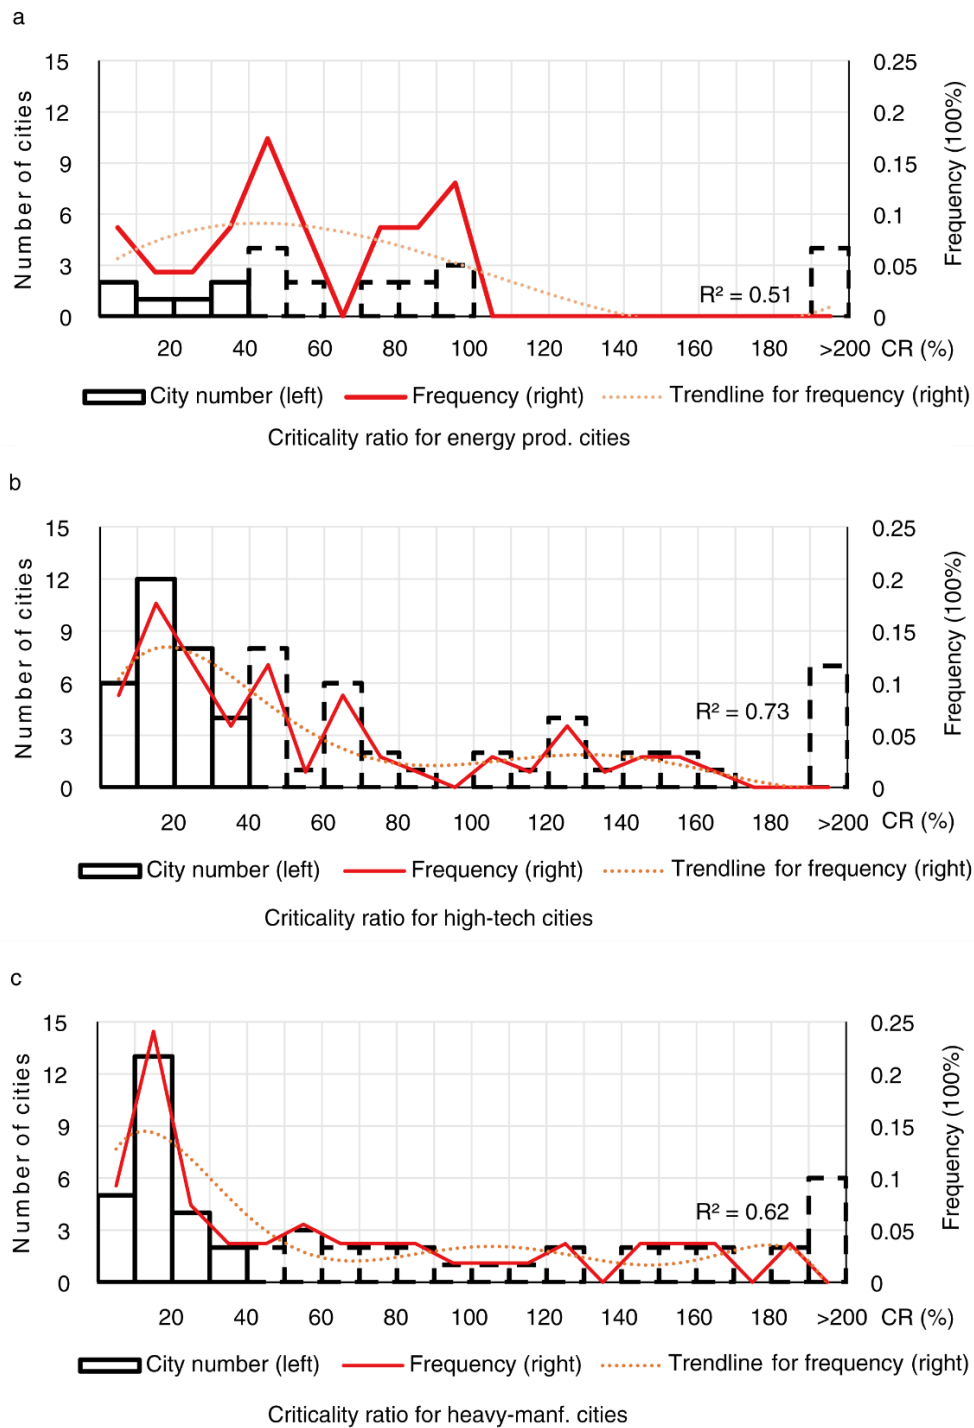 a
15 0.25
12 0.2
9 0.15
6 0.1
3 0.05
0 0
Number of cities
Frequency (100%)
R² = 0.51
20 40 60 80 100 120 140 160 180 >200 CR (%)
City number (left) Frequency (right) Trendline for frequency (right)
Criticality ratio for energy prod. cities
b
15 0.25
12 0.2
9 0.15
6 0.1
3 0.05
0 0
Number of cities
Frequency (100%)
R² = 0.73
20 40 60 80 100 120 140 160 180 >200 CR (%)
City number (left) Frequency (right) Trendline for frequency (right)
Criticality ratio for high-tech cities
c
15 0.25
12 0.2
9 0.15
6 0.1
3 0.05
0 0
Number of cities
Frequency (100%)
R² = 0.62
20 40 60 80 100 120 140 160 180 >200 CR (%)
City number (left) Frequency (right) Trendline for frequency (right)
Criticality ratio for heavy-manf. cities